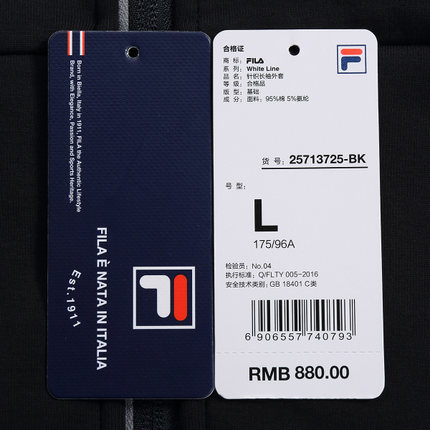 Born in Biella, Italy in 1911, FILA the Authentic Lifestyle
Brand, with Elegance, Passion and Sports Heritage.
FILA È NATA IN ITALIA
Est.1911
合格证
商 标: FILA
系 列: White Line
品 名: 针织长袖外套
等 级: 合格品
版 型: 基础
成 分: 面料: 95%棉 5%氨纶
货 号: 25713725-BK
号 型:
L
175/96A
检验员: No.04
执行标准: Q/FLTY 005-2016
安全技术类别: GB 18401 C类
6 906557 740793
RMB 880.00